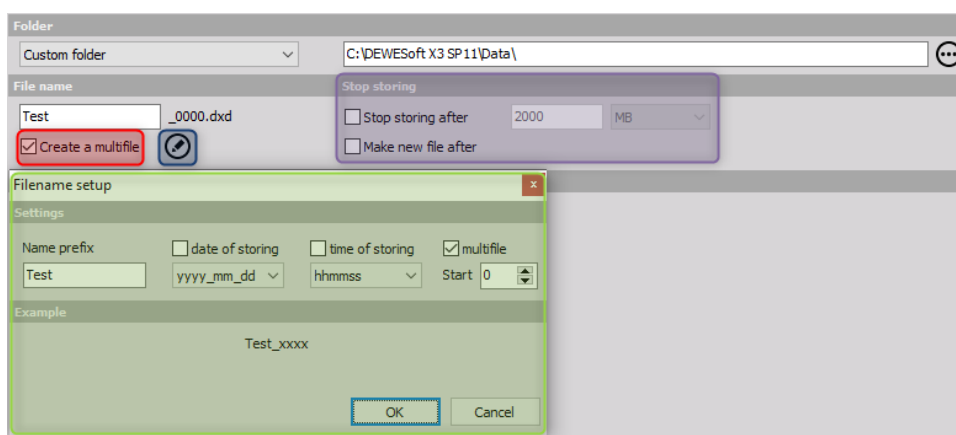 Folder
Custom folder C:\DEWESoft X3 SP11\Data\
File name Stop storing
Test _0000.dxd Stop storing after 2000 MB
Create a multifile Make new file after
Filename setup x
Settings
Name prefix date of storing time of storing multifile
Test yyyy_mm_dd hhmmss Start 0
Example
Test_xxxx
OK Cancel